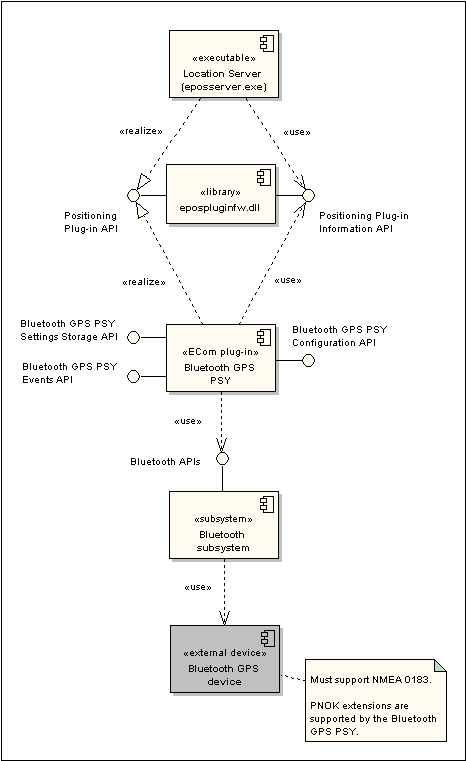 «executable»
Location Server
(eposserver.exe)
«realize»
«use»
«library»
epospluginfw.dll
Positioning
Plug-in API
Positioning Plug-in
Information API
«realize»
«use»
Bluetooth GPS PSY
Settings Storage API
Bluetooth GPS PSY
Configuration API
«ECom plug-in»
Bluetooth GPS
PSY
Bluetooth GPS PSY
Events API
«use»
Bluetooth APIs
«subsystem»
Bluetooth
subsystem
«use»
«external device»
Bluetooth GPS
device
Must support NMEA 0183.
PNOK extensions are
supported by the Bluetooth
GPS PSY.